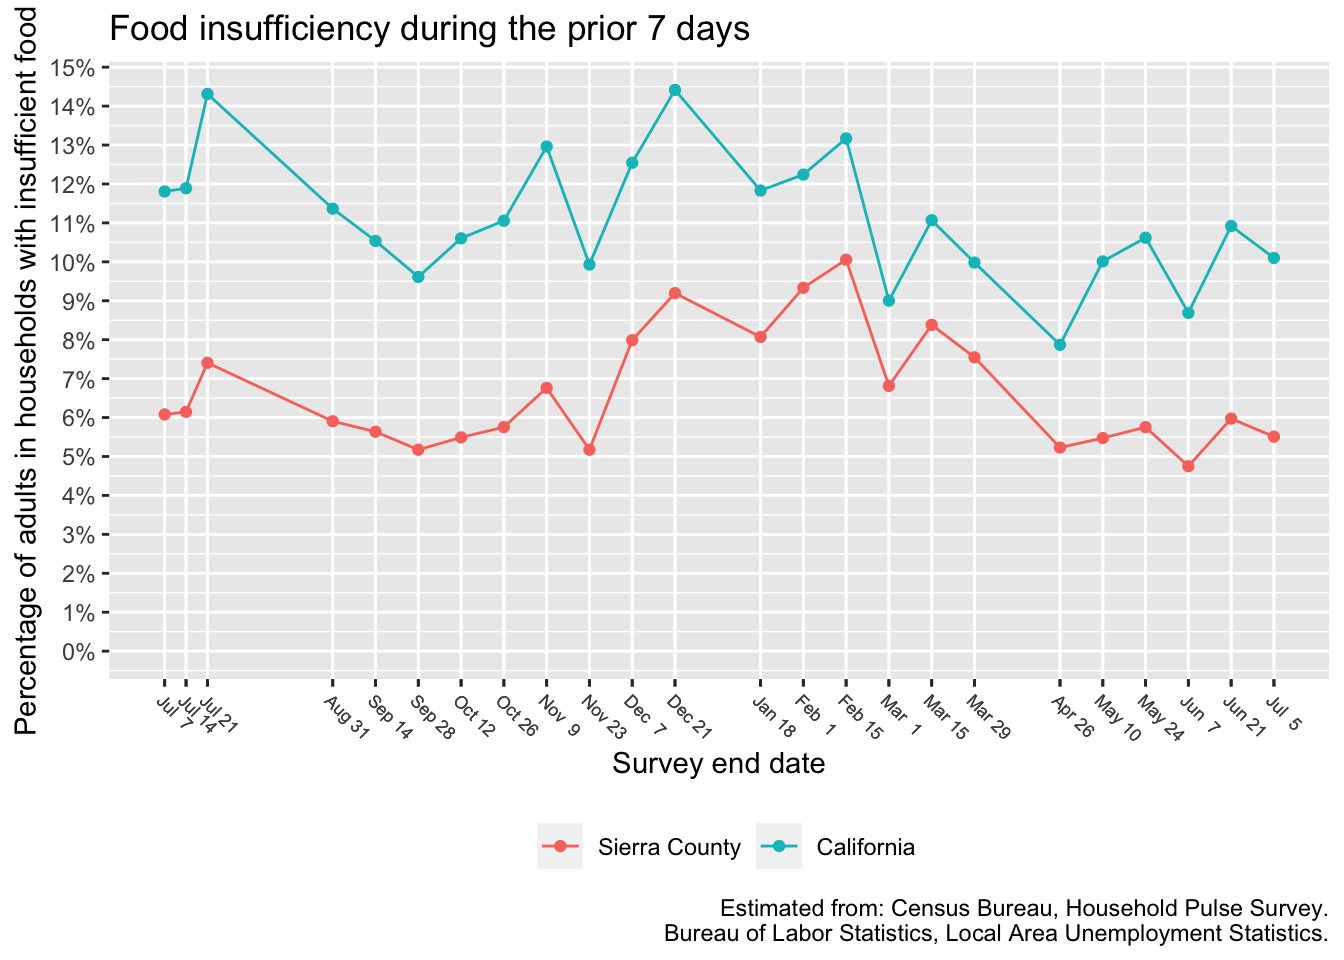 Food insufficiency during the prior 7 days
Percentage of adults in households with insufficient food
15%
14%
13%
12%
11%
10%
9%
8%
7%
6%
5%
4%
3%
2%
1%
0%
Jul 7
Jul 14
Jul 21
Aug 31
Sep 14
Sep 28
Oct 12
Oct 26
Nov 9
Nov 23
Dec 7
Dec 21
Jan 18
Feb 1
Feb 15
Mar 1
Mar 15
Mar 29
Apr 26
May 10
May 24
Jun 7
Jun 21
Jul 5
Survey end date
Sierra County
California
Estimated from: Census Bureau, Household Pulse Survey.
Bureau of Labor Statistics, Local Area Unemployment Statistics.